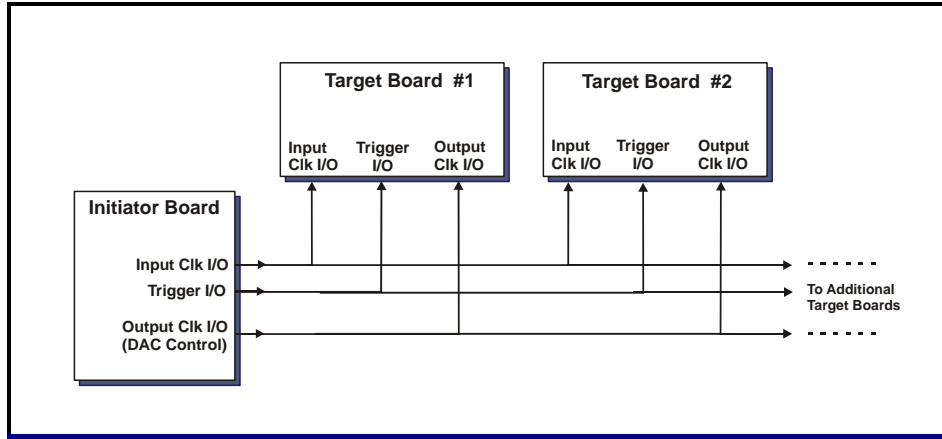 Target Board #1
Input Clk I/O
Trigger I/O
Output Clk I/O
Target Board #2
Input Clk I/O
Trigger I/O
Output Clk I/O
Initiator Board
Input Clk I/O
Trigger I/O
Output Clk I/O
(DAC Control)
To Additional
Target Boards